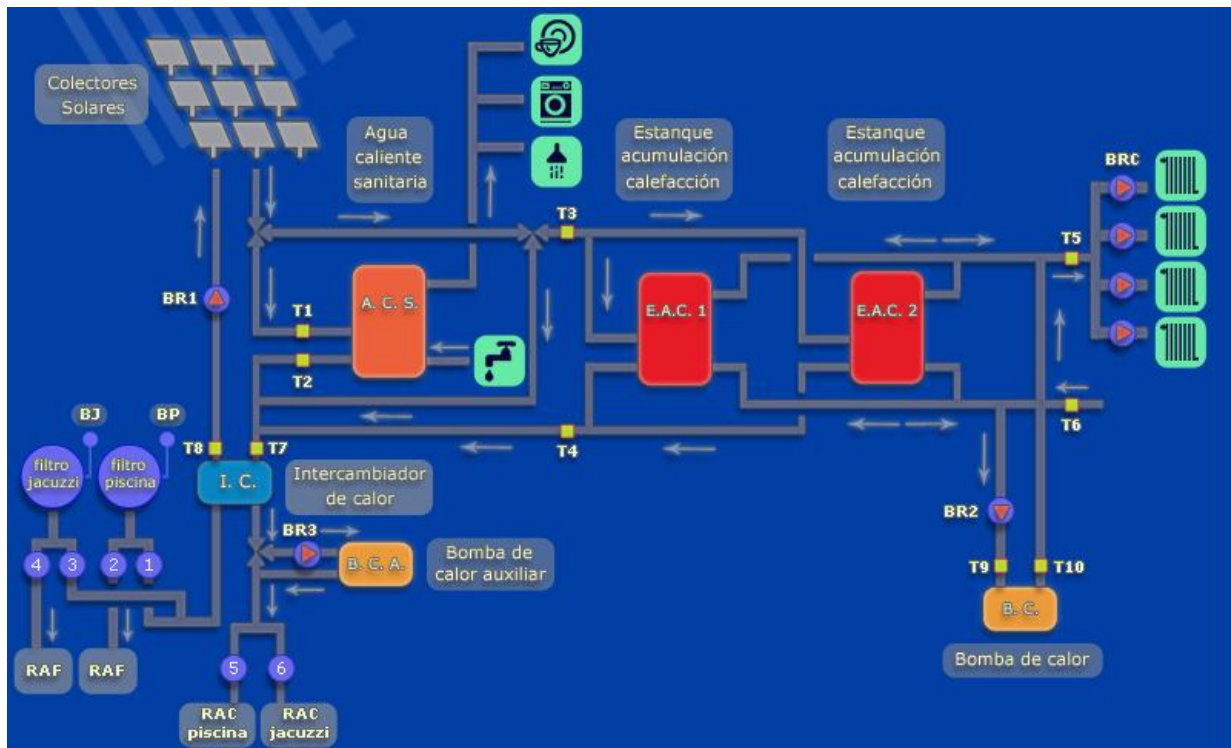 Colectores
Solares
Agua
caliente
sanitaria
Estanque
acumulación
calefacción
Estanque
acumulación
calefacción
BRC
T3
T5
BR1
T1
A. C. S.
E.A.C. 1
E.A.C. 2
T2
BJ
BP
T8
T7
T4
T6
filtro
jacuzzi
filtro
piscina
I. C.
Intercambiador
de calor
BR2
BR3
4
3
2
1
B. C. A.
Bomba de
calor auxiliar
T9
T10
B. C.
Bomba de calor
RAF
RAF
5
6
RAC
piscina
RAC
jacuzzi